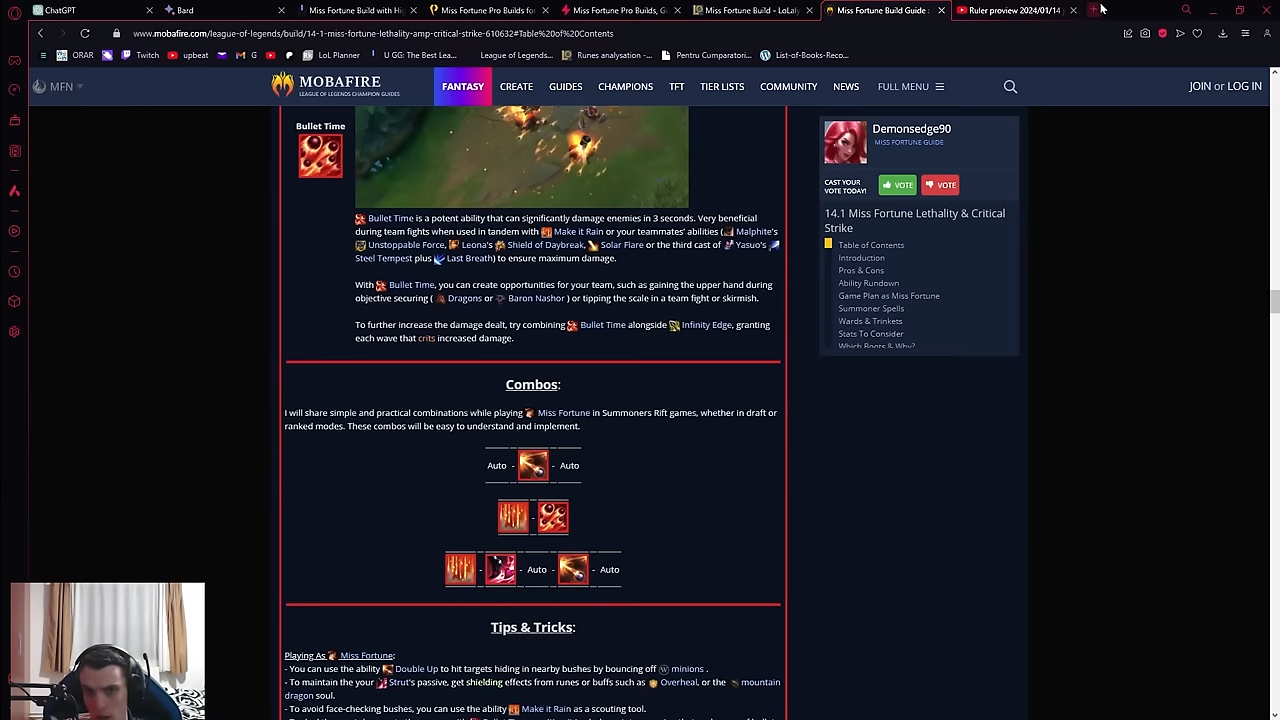 ChatGPT
Bard
Miss Fortune Build with Hig
Miss Fortune Pro Builds for
Miss Fortune Pro Builds, Gu
Miss Fortune Build - LoLaly
Miss Fortune Build Guide :
Ruler preview 2024/01/14 ;
www.mobafire.com/league-of-legends/build/14-1-miss-fortune-lethality-amp-critical-strike-610632#Table%20of%20Contents
ORAR
Twitch
upbeat
M
G
R
LoL Planner
U GG: The Best Lea...
League of Legends...
Runes analysation -...
Pentru Comparatori...
List-of-Books-Reco...
MFN
MOBAFIRE
LEAGUE OF LEGENDS CHAMPION GUIDES
FANTASY
CREATE
GUIDES
CHAMPIONS
TFT
TIER LISTS
COMMUNITY
NEWS
FULL MENU
JOIN or LOG IN
Bullet Time
Bullet Time is a potent ability that can significantly damage enemies in 3 seconds. Very beneficial
during team fights when used in tandem with Make it Rain or your teammates' abilities ( Malphite's
Unstoppable Force, Leona's Shield of Daybreak, Solar Flare or the third cast of Yasuo's
Steel Tempest plus Last Breath) to ensure maximum damage.
With Bullet Time, you can create opportunities for your team, such as gaining the upper hand during
objective securing ( Dragons or Baron Nashor ) or tipping the scale in a team fight or skirmish.
To further increase the damage dealt, try combining Bullet Time alongside Infinity Edge, granting
each wave that crits increased damage.
Combos:
I will share simple and practical combinations while playing Miss Fortune in Summoners Rift games, whether in draft or
ranked modes. These combos will be easy to understand and implement.
Auto - - Auto
-
- - Auto - - Auto
Tips & Tricks:
Playing As Miss Fortune:
- You can use the ability Double Up to hit targets hiding in nearby bushes by bouncing off minions .
- To maintain the your Strut's passive, get shielding effects from runes or buffs such as Overheal, or the mountain
dragon soul.
- To avoid face-checking bushes, you can use the ability Make it Rain as a scouting tool.
Demonsedge90
MISS FORTUNE GUIDE
CAST YOUR
VOTE TODAY!
VOTE
VOTE
14.1 Miss Fortune Lethality & Critical
Strike
Table of Contents
Introduction
Pros & Cons
Ability Rundown
Game Plan as Miss Fortune
Summoner Spells
Wards & Trinkets
Stats To Consider
Which Boots & Why?